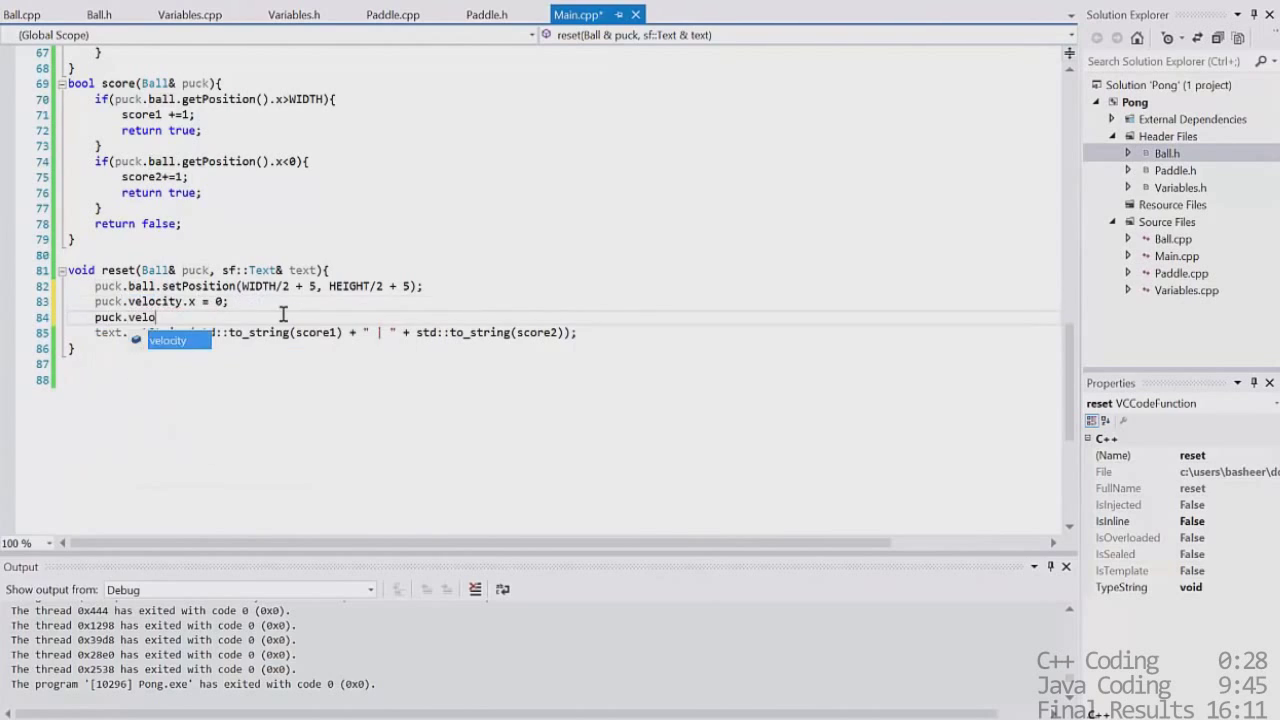 Ball.cpp Ball.h Variables.cpp Variables.h Paddle.cpp Paddle.h Main.cpp*
(Global Scope) reset(Ball & puck, sf::Text & text)
67 }
68 }
69 bool score(Ball& puck){
70 if(puck.ball.getPosition().x>WIDTH){
71 score1 +=1;
72 return true;
73 }
74 if(puck.ball.getPosition().x<0){
75 score2+=1;
76 return true;
77 }
78 return false;
79 }
80
81 void reset(Ball& puck, sf::Text& text){
82 puck.ball.setPosition(WIDTH/2 + 5, HEIGHT/2 + 5);
83 puck.velocity.x = 0;
84 puck.velo
85 text. ::to_string(score1) + " | " + std::to_string(score2));
velocity
86 }
87
88
100 %
Output
Show output from: Debug
The thread 0x444 has exited with code 0 (0x0).
The thread 0x1298 has exited with code 0 (0x0).
The thread 0x39d8 has exited with code 0 (0x0).
The thread 0x28e0 has exited with code 0 (0x0).
The thread 0x2538 has exited with code 0 (0x0).
The program '[10296] Pong.exe' has exited with code 0 (0x0).
Solution Explorer
Search Solution Explorer (Ctrl+;)
Solution 'Pong' (1 project)
Pong
External Dependencies
Header Files
Ball.h
Paddle.h
Variables.h
Resource Files
Source Files
Ball.cpp
Main.cpp
Paddle.cpp
Variables.cpp
Properties
reset VCCodeFunction
C++
(Name) reset
File c:\users\basheer\do
FullName reset
IsInjected False
IsInline False
IsOverloaded False
IsSealed False
IsTemplate False
TypeString void
C++ Coding 0:28
Java Coding 9:45
Final Results 16:11
C++